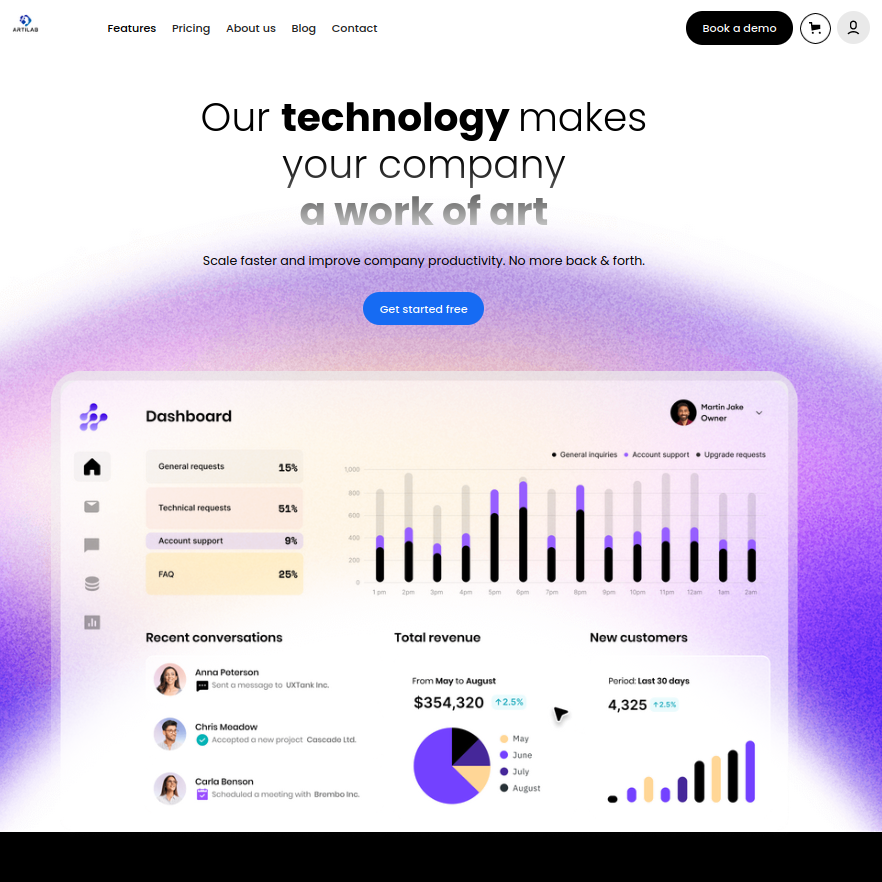 ARTILAB
Features Pricing About us Blog Contact
Book a demo
Our technology makes
your company
a work of art
Scale faster and improve company productivity. No more back & forth.
Get started free
Dashboard
Martin Jake
Owner
General requests 15%
Technical requests 51%
Account support 9%
FAQ 25%
General inquiries Account support Upgrade requests
1,000
800
600
400
200
0
1 pm 2pm 3pm 4pm 5pm 6pm 7pm 8pm 9pm 10pm 11pm 12am 1am 2am
Recent conversations
Anna Peterson
Sent a message to UXTank Inc.
Chris Meadow
Accepted a new project Cascade Ltd.
Carla Benson
Scheduled a meeting with Brembo Inc.
Total revenue
From May to August
$354,320 ↑2.5%
May
June
July
August
New customers
Period: Last 30 days
4,325 ↑2.5%